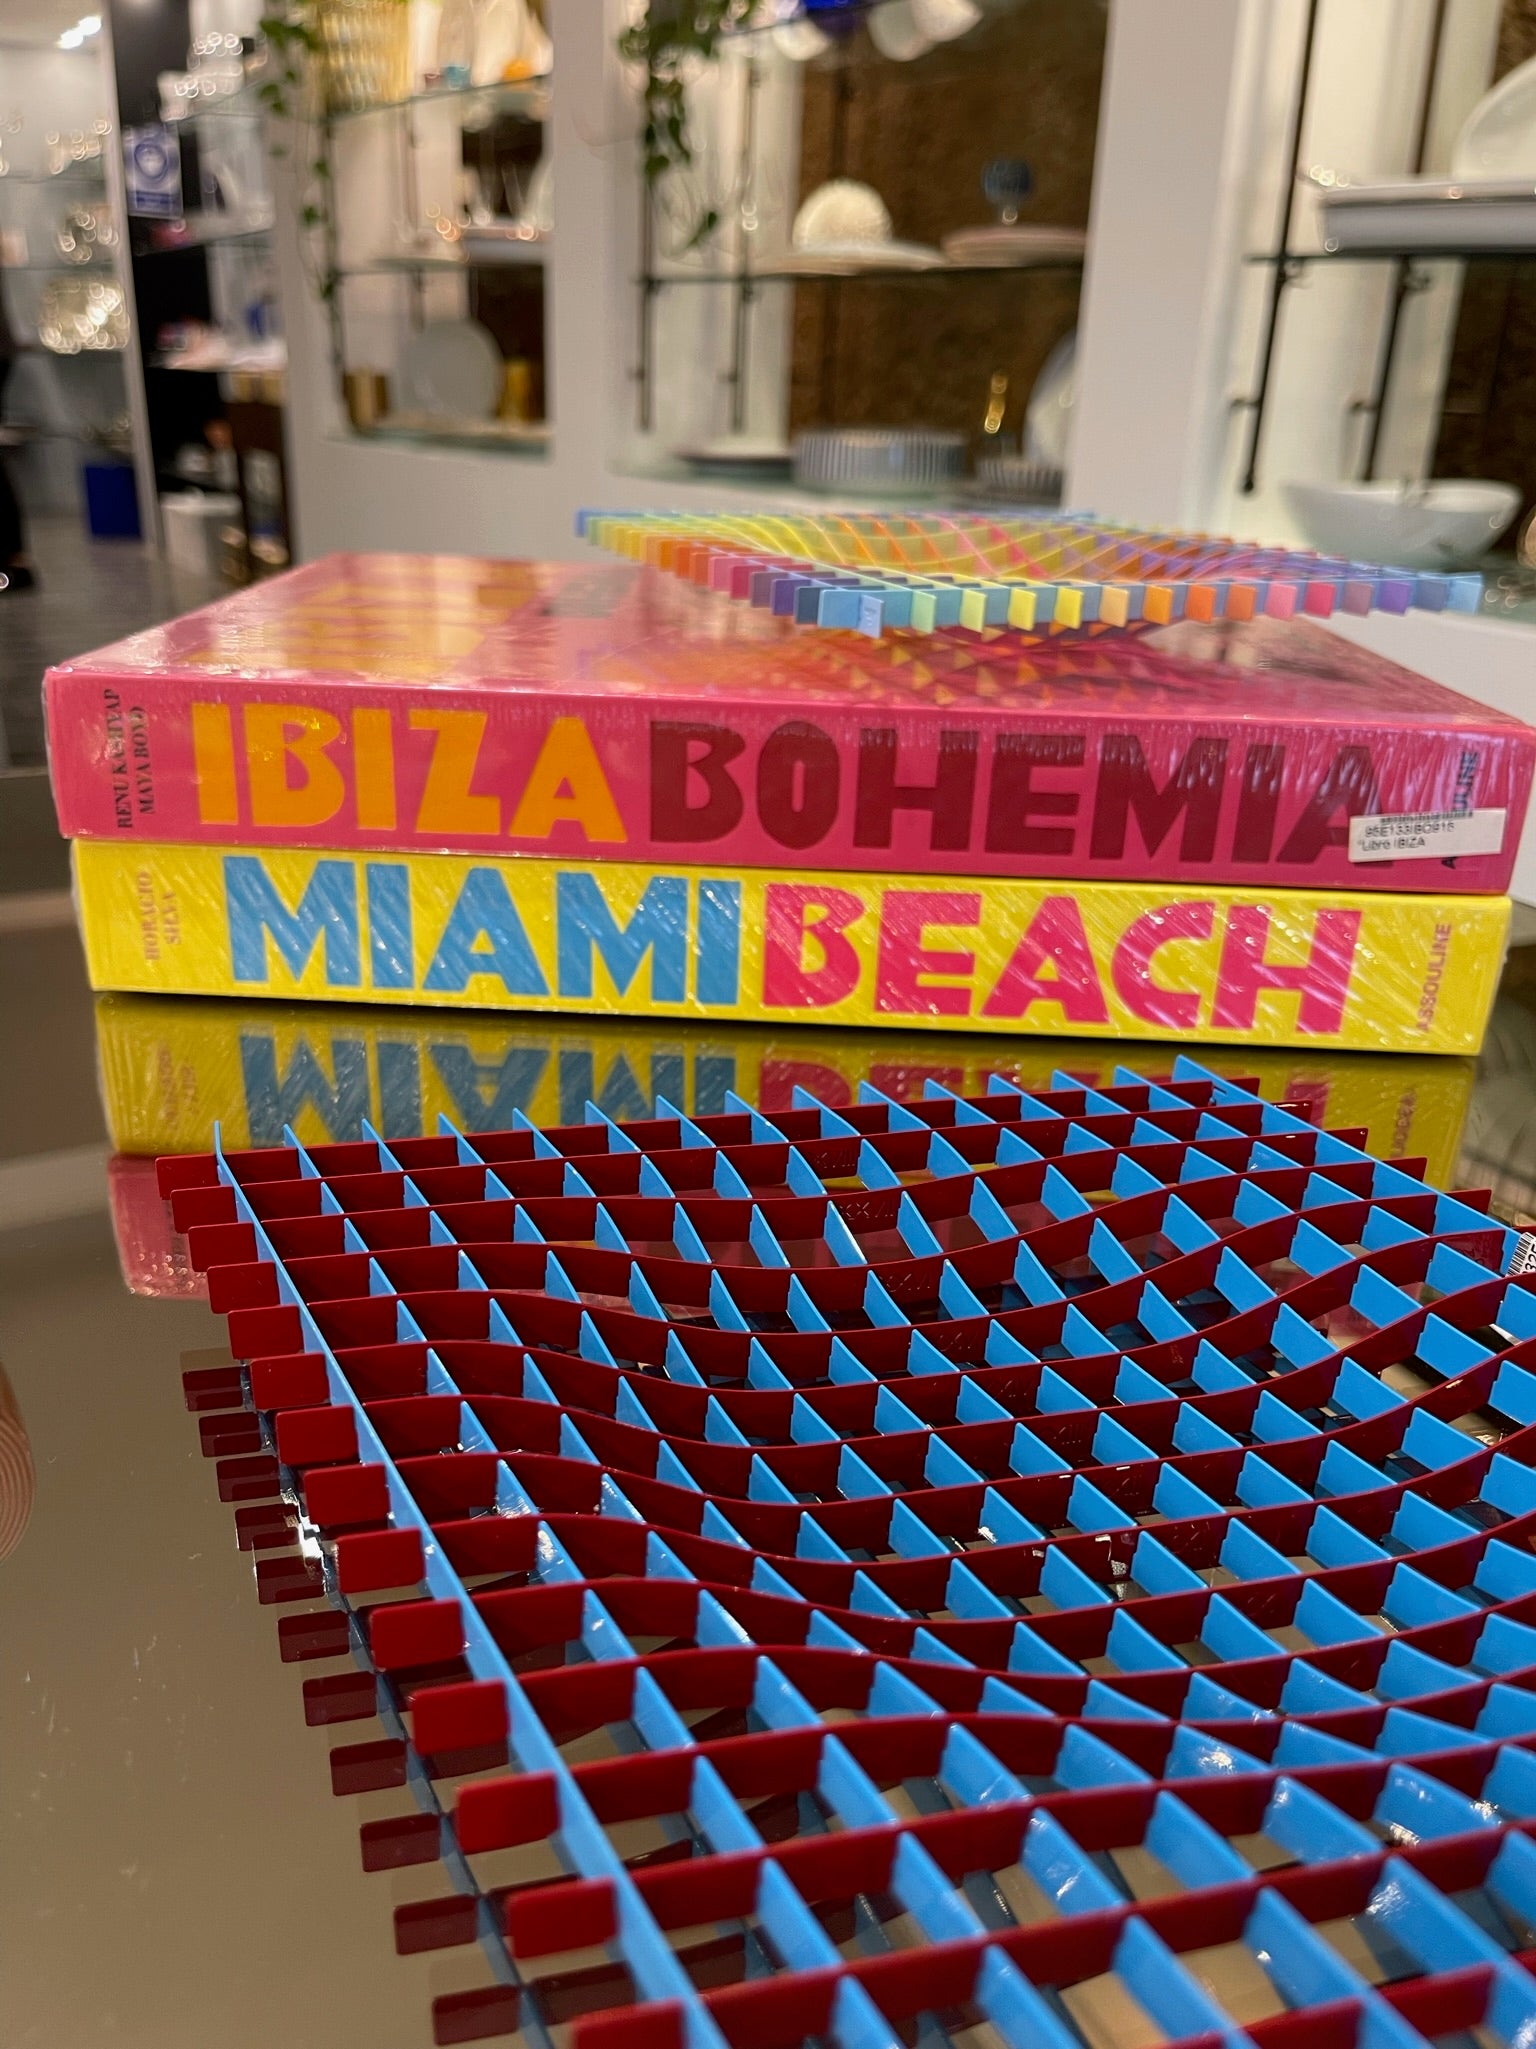 RENU KASHYAP
MAYA BOYD
IBIZA BOHEMIA
"Libro IBIZA
HORACIO
SILVA
MIAMI BEACH
ASSOULINE